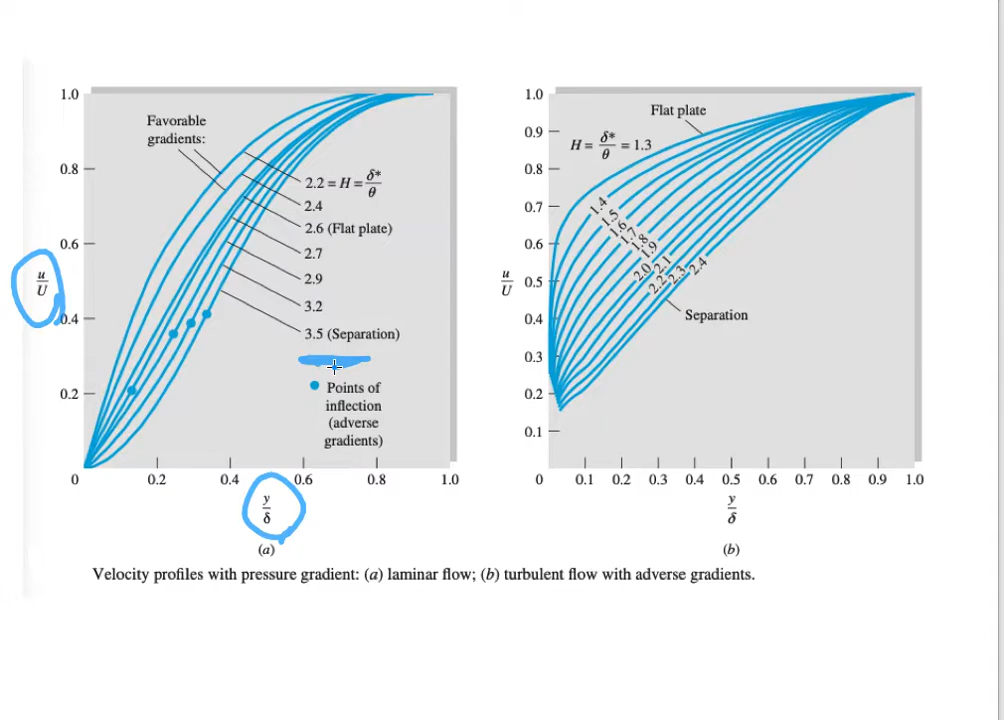 1.0
0.8
0.6
0.4
0.2
0
0.2
0.4
0.6
0.8
1.0
u
U
y
δ
Favorable
gradients:
2.2 = H = δ*
θ
2.4
2.6 (Flat plate)
2.7
2.9
3.2
3.5 (Separation)
Points of
inflection
(adverse
gradients)
(a)
1.0
0.9
0.8
0.7
0.6
0.5
0.4
0.3
0.2
0.1
0
0.1
0.2
0.3
0.4
0.5
0.6
0.7
0.8
0.9
1.0
u
U
y
δ
Flat plate
H = δ* = 1.3
θ
1.4
1.5
1.6
1.7
1.8
1.9
2.0
2.1
2.2
2.3
2.4
Separation
(b)
Velocity profiles with pressure gradient: (a) laminar flow; (b) turbulent flow with adverse gradients.